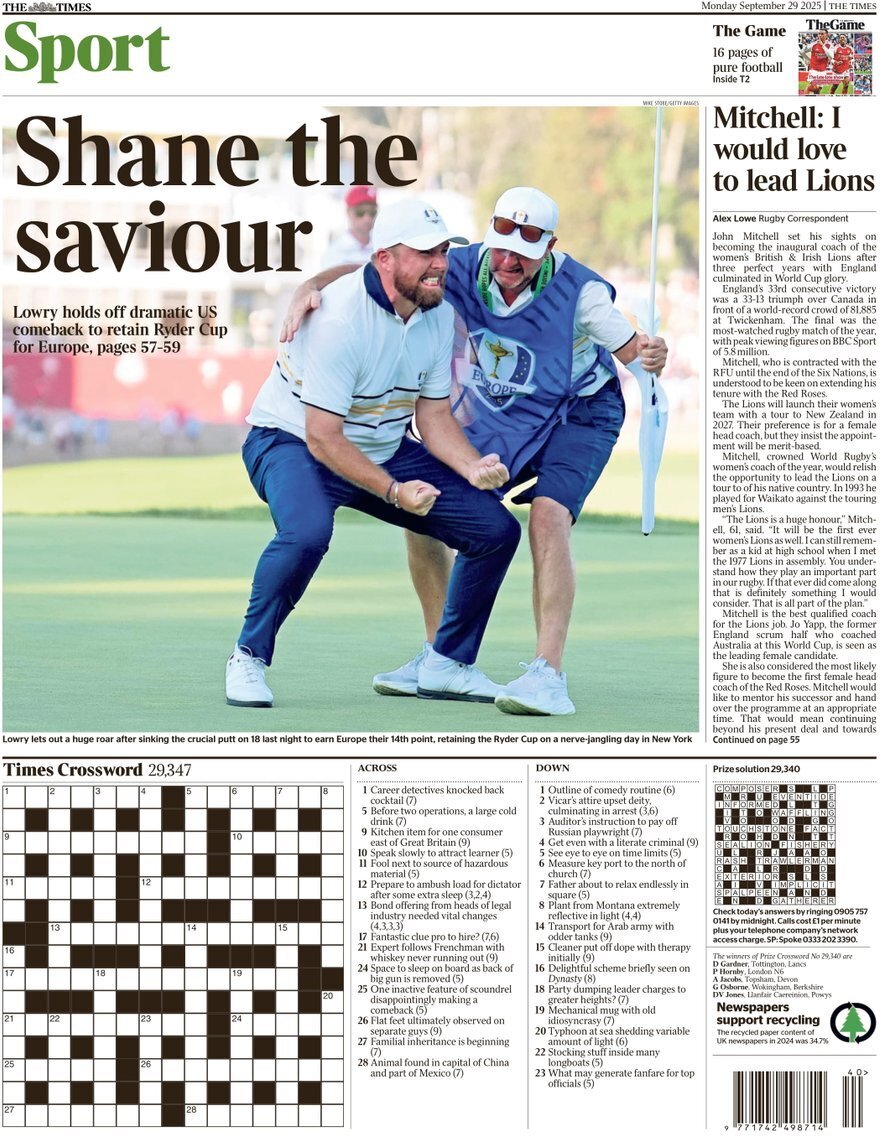 THE TIMES
Monday September 29 2025 | THE TIMES
Sport
The Game
16 pages of
pure football
Inside T2
TheGame
MIKE STOBE/GETTY IMAGES
Shane the
saviour
Lowry holds off dramatic US
comeback to retain Ryder Cup
for Europe, pages 57-59
EUROPE
Lowry lets out a huge roar after sinking the crucial putt on 18 last night to earn Europe their 14th point, retaining the Ryder Cup on a nerve-jangling day in New York
Mitchell: I
would love
to lead Lions
Alex Lowe Rugby Correspondent
John Mitchell set his sights on
becoming the inaugural coach of the
women's British & Irish Lions after
three perfect years with England
culminated in World Cup glory.
England's 33rd consecutive victory
was a 33-13 triumph over Canada in
front of a world-record crowd of 81,885
at Twickenham. The final was the
most-watched rugby match of the year,
with peak viewing figures on BBC Sport
of 5.8 million.
Mitchell, who is contracted with the
RFU until the end of the Six Nations, is
understood to be keen on extending his
tenure with the Red Roses.
The Lions will launch their women's
team with a tour to New Zealand in
2027. Their preference is for a female
head coach, but they insist the appoint-
ment will be merit-based.
Mitchell, crowned World Rugby's
women's coach of the year, would relish
the opportunity to lead the Lions on a
tour to of his native country. In 1993 he
played for Waikato against the touring
men's Lions.
"The Lions is a huge honour," Mitch-
ell, 61, said. "It will be the first ever
women's Lions as well. I can still remem-
ber as a kid at high school when I met
the 1977 Lions in assembly. You under-
stand how they play an important part
in our rugby. If that ever did come along
that is definitely something I would
consider. That is all part of the plan."
Mitchell is the best qualified coach
for the Lions job. Jo Yapp, the former
England scrum half who coached
Australia at this World Cup, is seen as
the leading female candidate.
She is also considered the most likely
figure to become the first female head
coach of the Red Roses. Mitchell would
like to mentor his successor and hand
over the programme at an appropriate
time. That would mean continuing
beyond his present deal and towards
Continued on page 55
Times Crossword 29,347
1 2 3 4 5 6 7 8
9 10
11 12
13 14 15
16
17 18 19
20
21 22 23 24
25 26
27 28
ACROSS
1 Career detectives knocked back
cocktail (7)
5 Before two operations, a large cold
drink (7)
9 Kitchen item for one consumer
east of Great Britain (9)
10 Speak slowly to attract learner (5)
11 Fool next to source of hazardous
material (5)
12 Prepare to ambush load for dictator
after some extra sleep (3,2,4)
13 Bond offering from heads of legal
industry needed vital changes
(4,3,3,3)
17 Fantastic clue pro to hire? (7,6)
21 Expert follows Frenchman with
whiskey never running out (9)
24 Space to sleep on board as back of
big gun is removed (5)
25 One inactive feature of scoundrel
disappointingly making a
comeback (5)
26 Flat feet ultimately observed on
separate guys (9)
27 Familial inheritance is beginning
(7)
28 Animal found in capital of China
and part of Mexico (7)
DOWN
1 Outline of comedy routine (6)
2 Vicar's attire upset deity,
culminating in arrest (3,6)
3 Auditor's instruction to pay off
Russian playwright (7)
4 Get even with a literate criminal (9)
5 See eye to eye on time limits (5)
6 Measure key port to the north of
church (7)
7 Father about to relax endlessly in
square (5)
8 Plant from Montana extremely
reflective in light (4,4)
14 Transport for Arab army with
odder tanks (9)
15 Cleaner put off dope with therapy
initially (9)
16 Delightful scheme briefly seen on
Dynasty (8)
18 Party dumping leader charges to
greater heights? (7)
19 Mechanical mug with old
idiosyncrasy (7)
20 Typhoon at sea shedding variable
amount of light (6)
22 Stocking stuff inside many
longboats (5)
23 What may generate fanfare for top
officials (5)
Prize solution 29,340
Check today's answers by ringing 0905 757
0141 by midnight. Calls cost £1 per minute
plus your telephone company's network
access charge. SP: Spoke 0333 202 3390.
The winners of Prize Crossword No 29,340 are
D Gardner, Tottington, Lancs
P Hornby, London N6
A Jacobs, Topsham, Devon
G Osborne, Wokingham, Berkshire
DV Jones, Llanfair Caereinion, Powys
Newspapers
support recycling
The recycled paper content of
UK newspapers in 2024 was 34.7%
40>
9 771742 498714